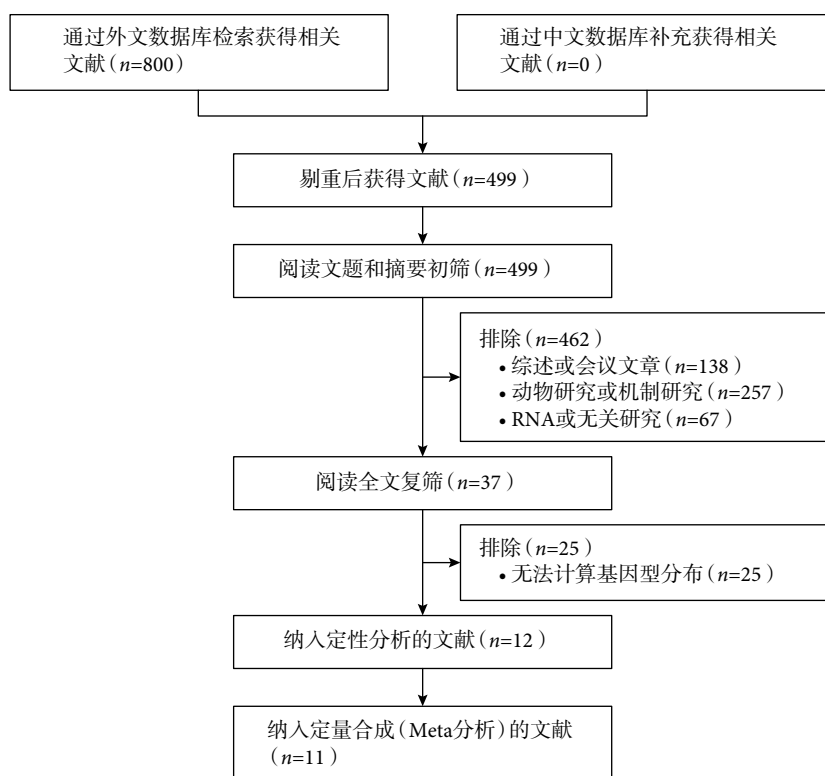 通过外文数据库检索获得相关
文献(n=800)
通过中文数据库补充获得相关
文献(n=0)
剔重后获得文献(n=499)
阅读文题和摘要初筛(n=499)
排除(n=462)
• 综述或会议文章(n=138)
• 动物研究或机制研究(n=257)
• RNA或无关研究(n=67)
阅读全文复筛(n=37)
排除(n=25)
• 无法计算基因型分布(n=25)
纳入定性分析的文献(n=12)
纳入定量合成(Meta分析)的文献
(n=11)